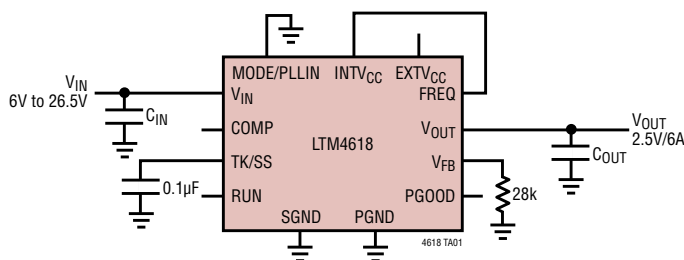 MODE/PLLIN INTVCC EXTVCC
VIN
6V to 26.5V
VIN
FREQ
CIN
COMP
VOUT
VOUT
2.5V/6A
LTM4618
COUT
TK/SS
VFB
0.1µF
RUN
PGOOD
28k
SGND PGND
4618 TA01